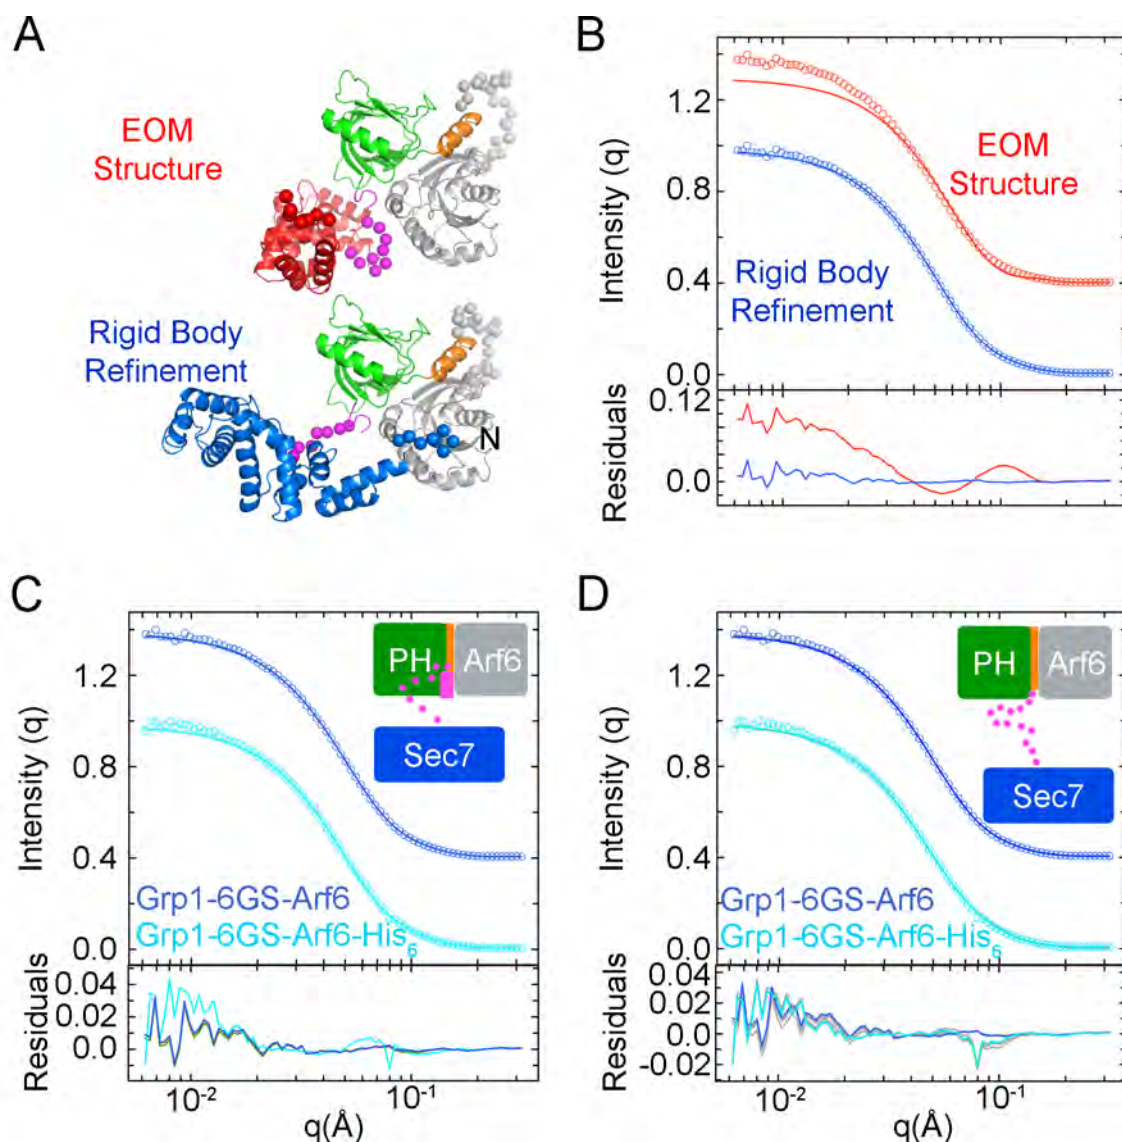 A
EOM
Structure
Rigid Body
Refinement
N
B
Intensity (q)
1.2
0.8
0.4
0.0
EOM
Structure
Rigid Body
Refinement
Residuals
0.12
0.0
C
Intensity (q)
1.2
0.8
0.4
0.0
PH
Arf6
Sec7
Grp1-6GS-Arf6
Grp1-6GS-Arf6-His6
Residuals
0.04
0.02
0.0
10-2
10-1
q(Å)
D
Intensity (q)
1.2
0.8
0.4
0.0
PH
Arf6
Sec7
Grp1-6GS-Arf6
Grp1-6GS-Arf6-His6
Residuals
0.04
0.02
0.00
-0.02
10-2
10-1
q(Å)